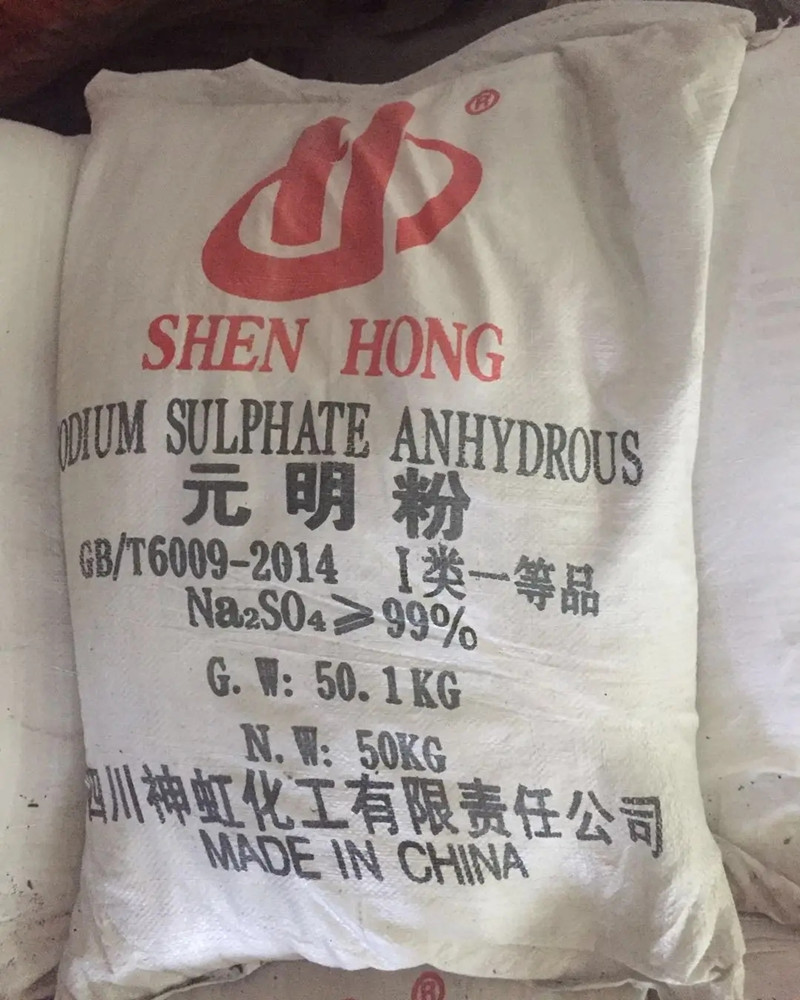 ®
SHEN HONG
ODIUM SULPHATE ANHYDROUS
元明粉
GB/T6009-2014 I类一等品
Na₂SO₄⩾99%
G.W: 50.1KG
N.W: 50KG
四川神虹化工有限责任公司
MADE IN CHINA
®